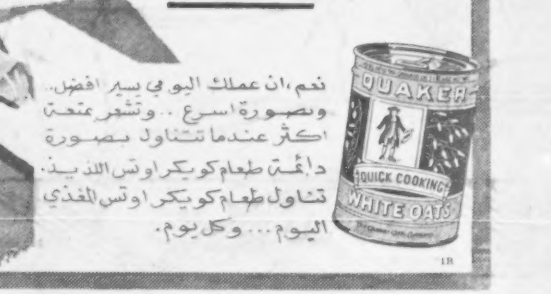 نعم، ان عملك اليومي يسير افضل..
وبصورة اسرع .. وتشعر بمتعة
اكثر عندما تتناول بصورة
دائمة طعام كويكر اوتس اللذيذ.
تناول طعام كويكر اوتس المغذي
اليوم ... وكل يوم.
QUAKER
QUICK COOKING
WHITE OATS